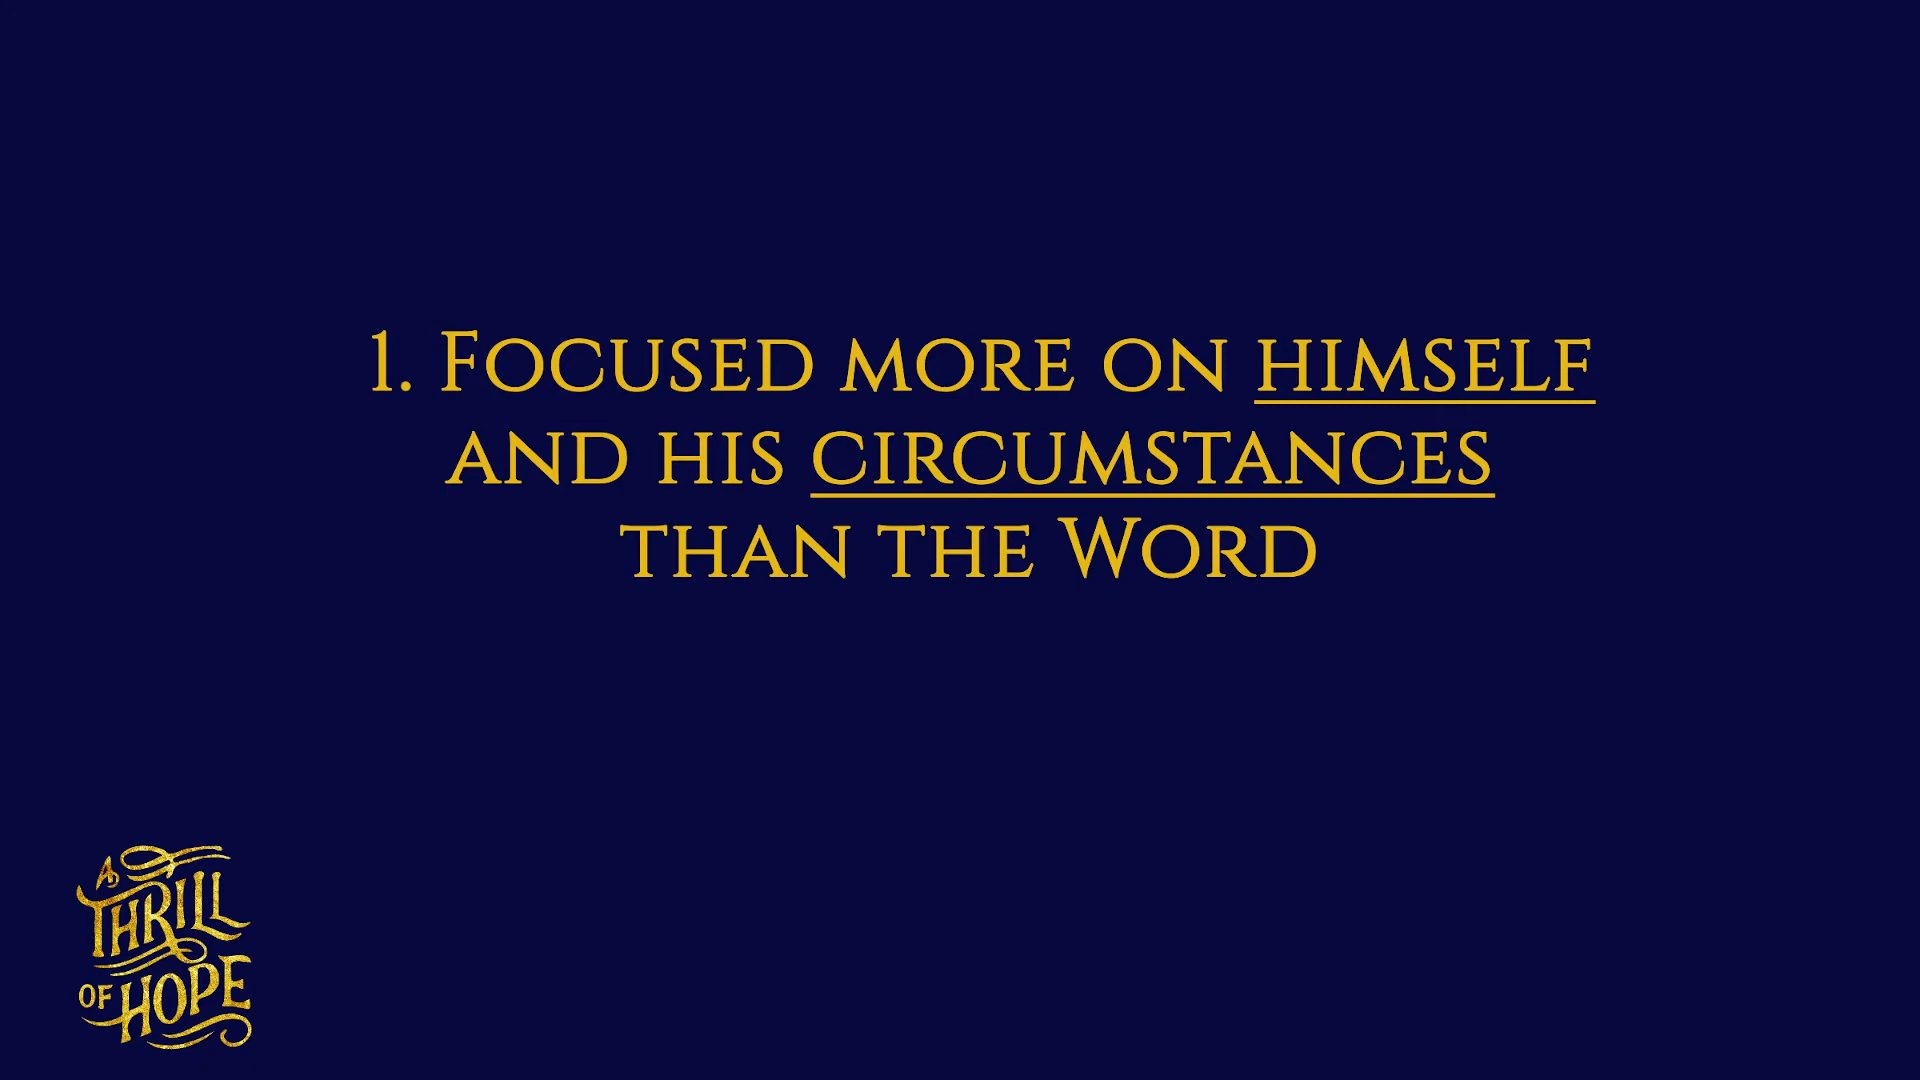 1. Focused more on himself
and his circumstances
than the Word
A
THRILL
OF HOPE